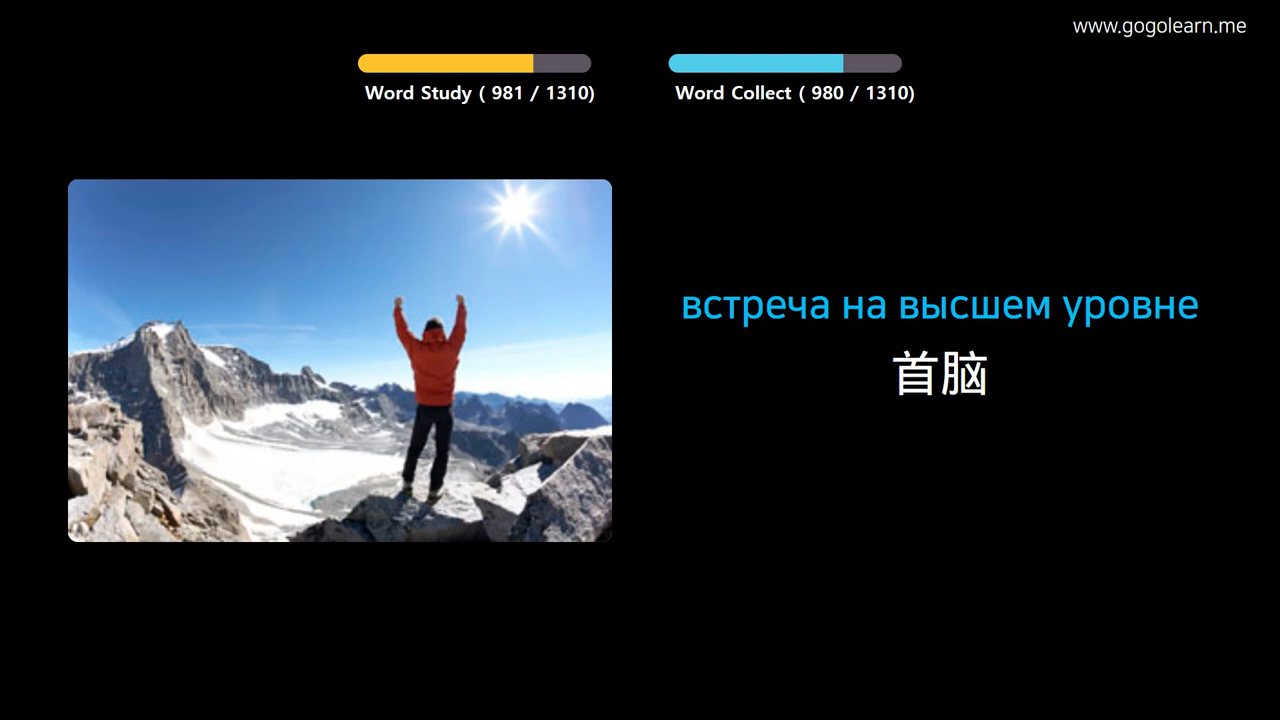 www.gogolearn.me
Word Study ( 981 / 1310)
Word Collect ( 980 / 1310)
встреча на высшем уровне
首脑